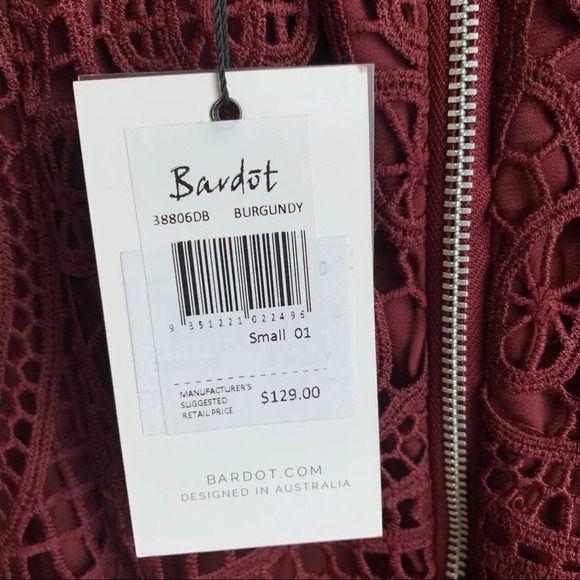 Bardot
38806DB BURGUNDY
9 351221 022496
Small 01
MANUFACTURER'S
SUGGESTED
RETAIL PRICE
$129.00
BARDOT.COM
DESIGNED IN AUSTRALIA